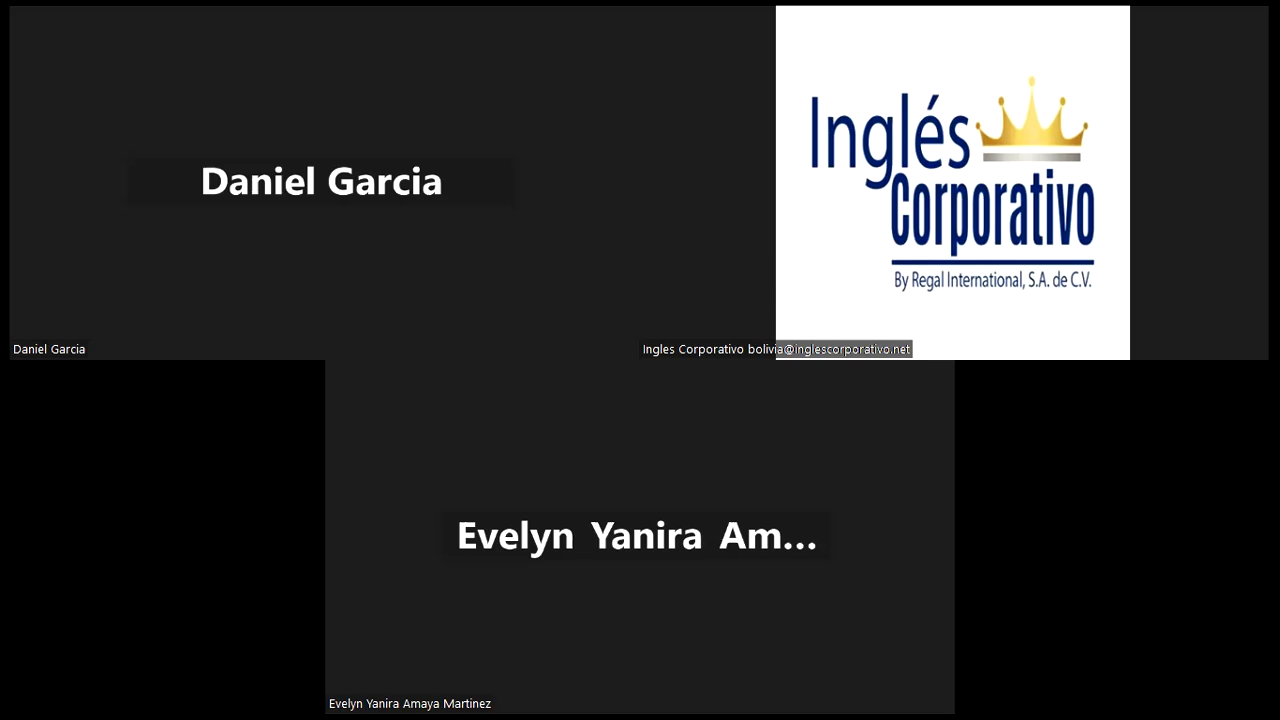 Daniel Garcia
Daniel Garcia
Inglés
Corporativo
By Regal International, S.A. de C.V.
Ingles Corporativo bolivia@inglescorporativo.net
Evelyn Yanira Am...
Evelyn Yanira Amaya Martinez